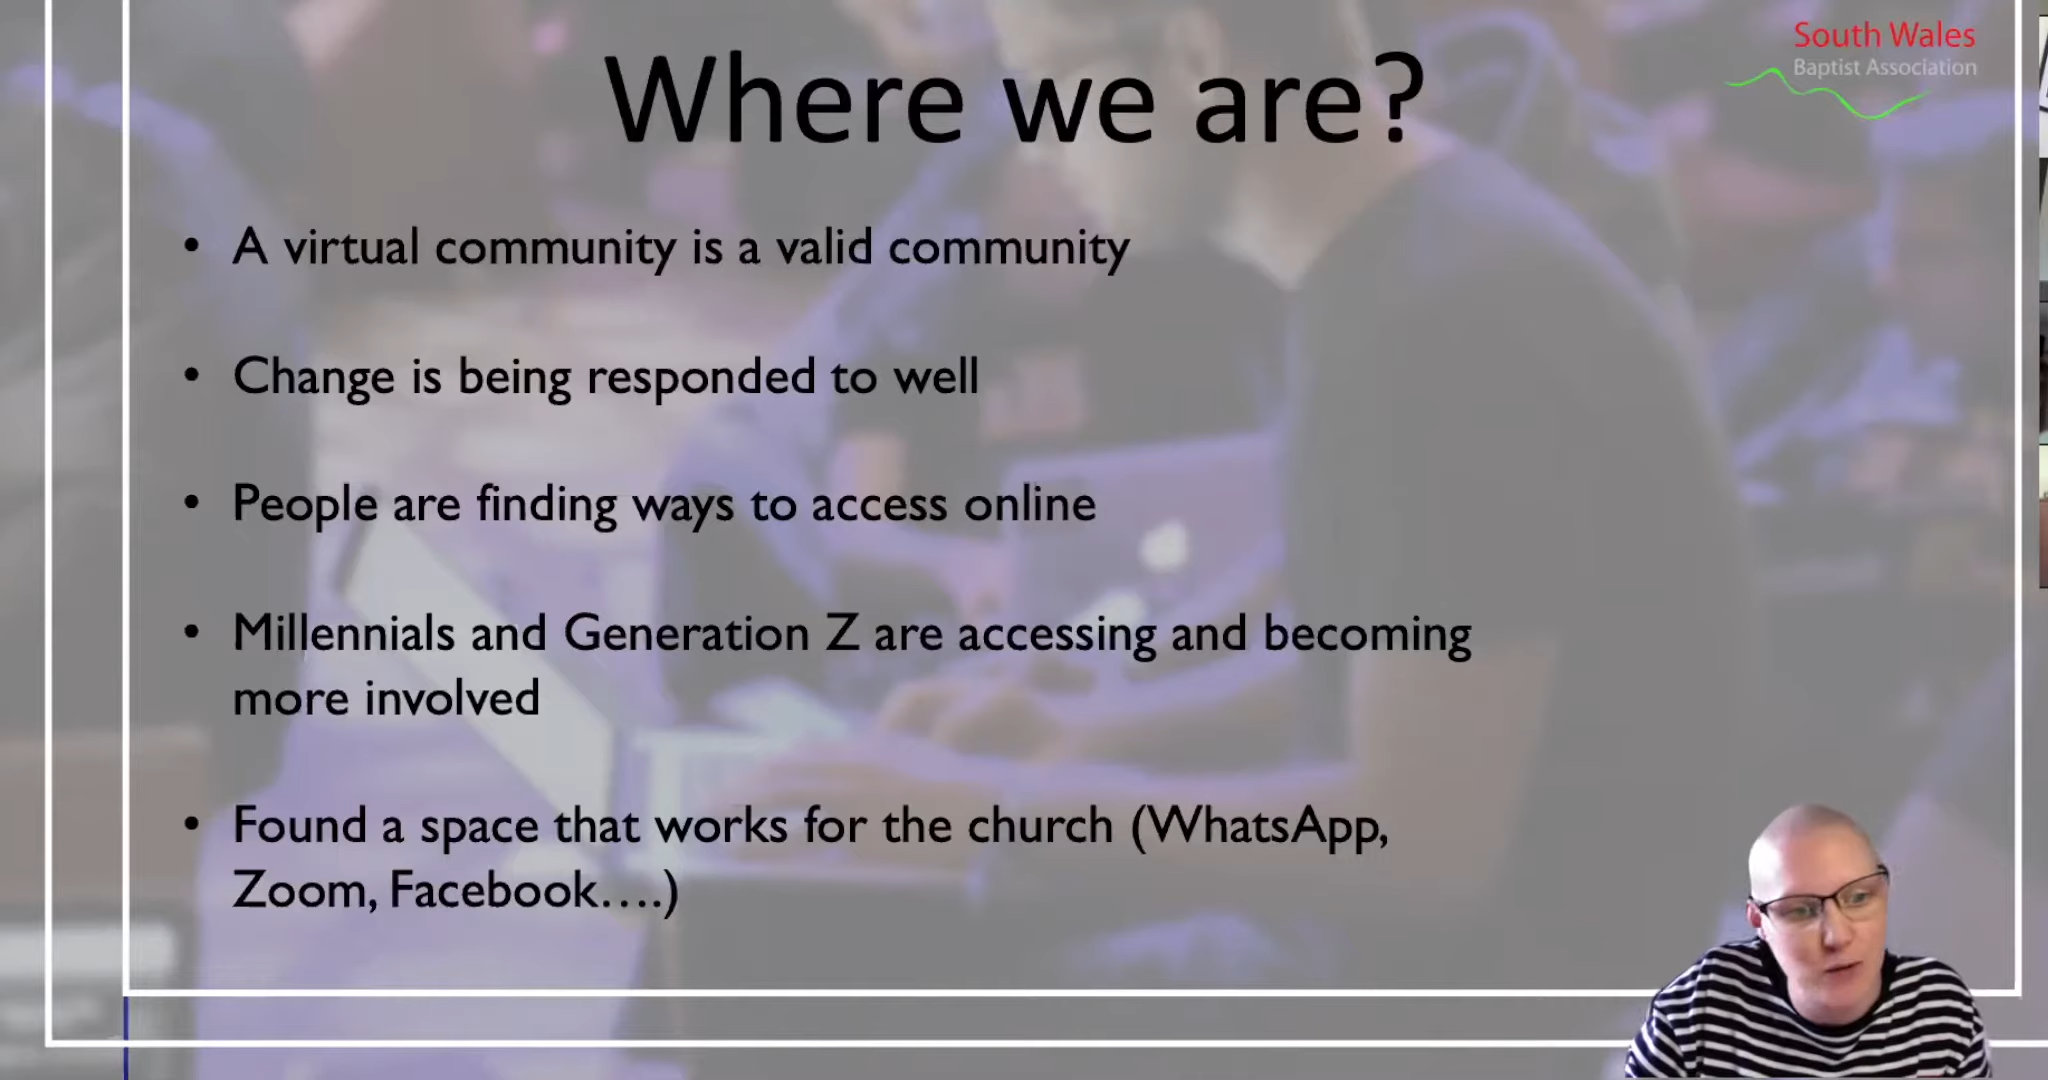 Where we are?
South Wales
Baptist Association
• A virtual community is a valid community
• Change is being responded to well
• People are finding ways to access online
• Millennials and Generation Z are accessing and becoming
more involved
• Found a space that works for the church (WhatsApp,
Zoom, Facebook....)